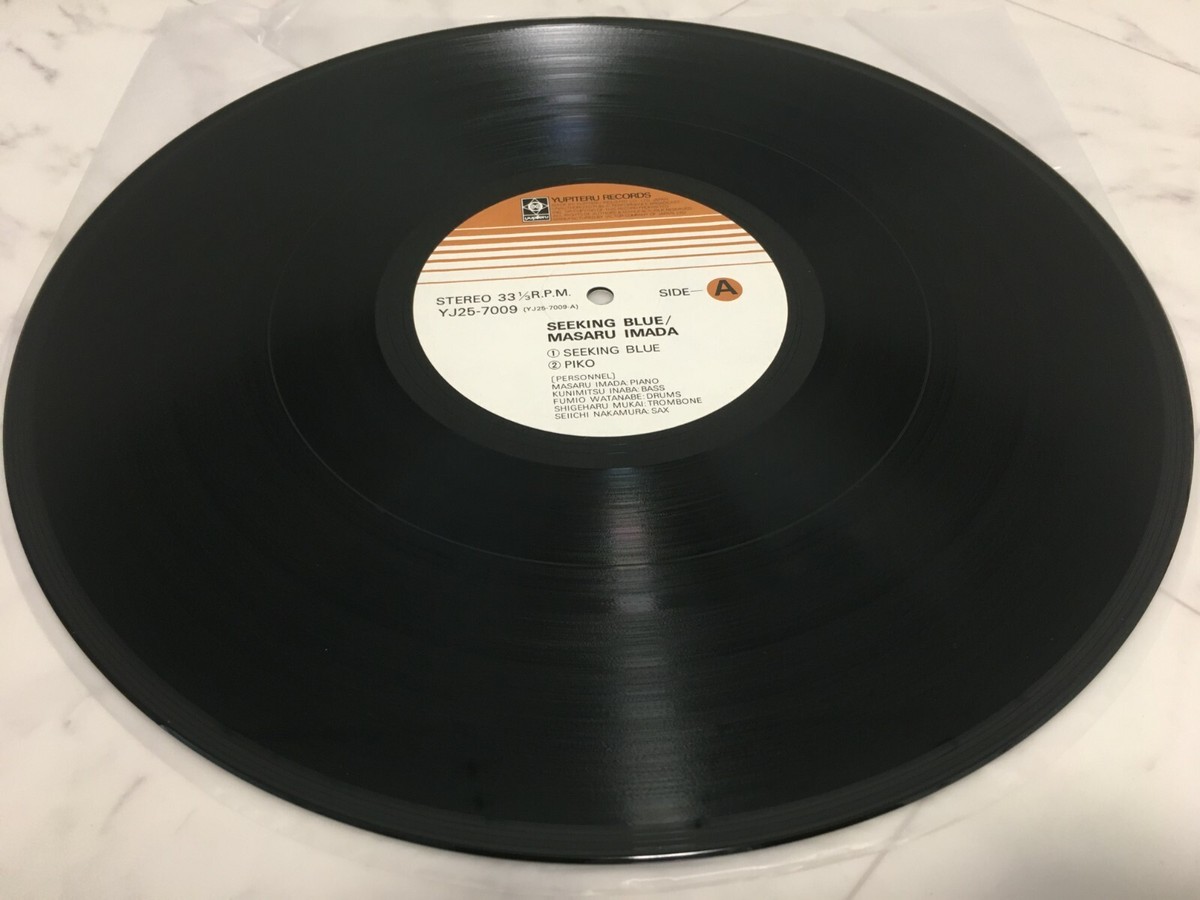 YUPITERU RECORDS
yupiteru
STEREO 33⅓R.P.M.
SIDE—A
YJ25-7009 (YJ25-7009-A)
SEEKING BLUE/
MASARU IMADA
① SEEKING BLUE
② PIKO
[PERSONNEL]
MASARU IMADA:PIANO
KUNIMITSU INABA:BASS
FUMIO WATANABE:DRUMS
SHIGEHARU MUKAI:TROMBONE
SEIICHI NAKAMURA:SAX